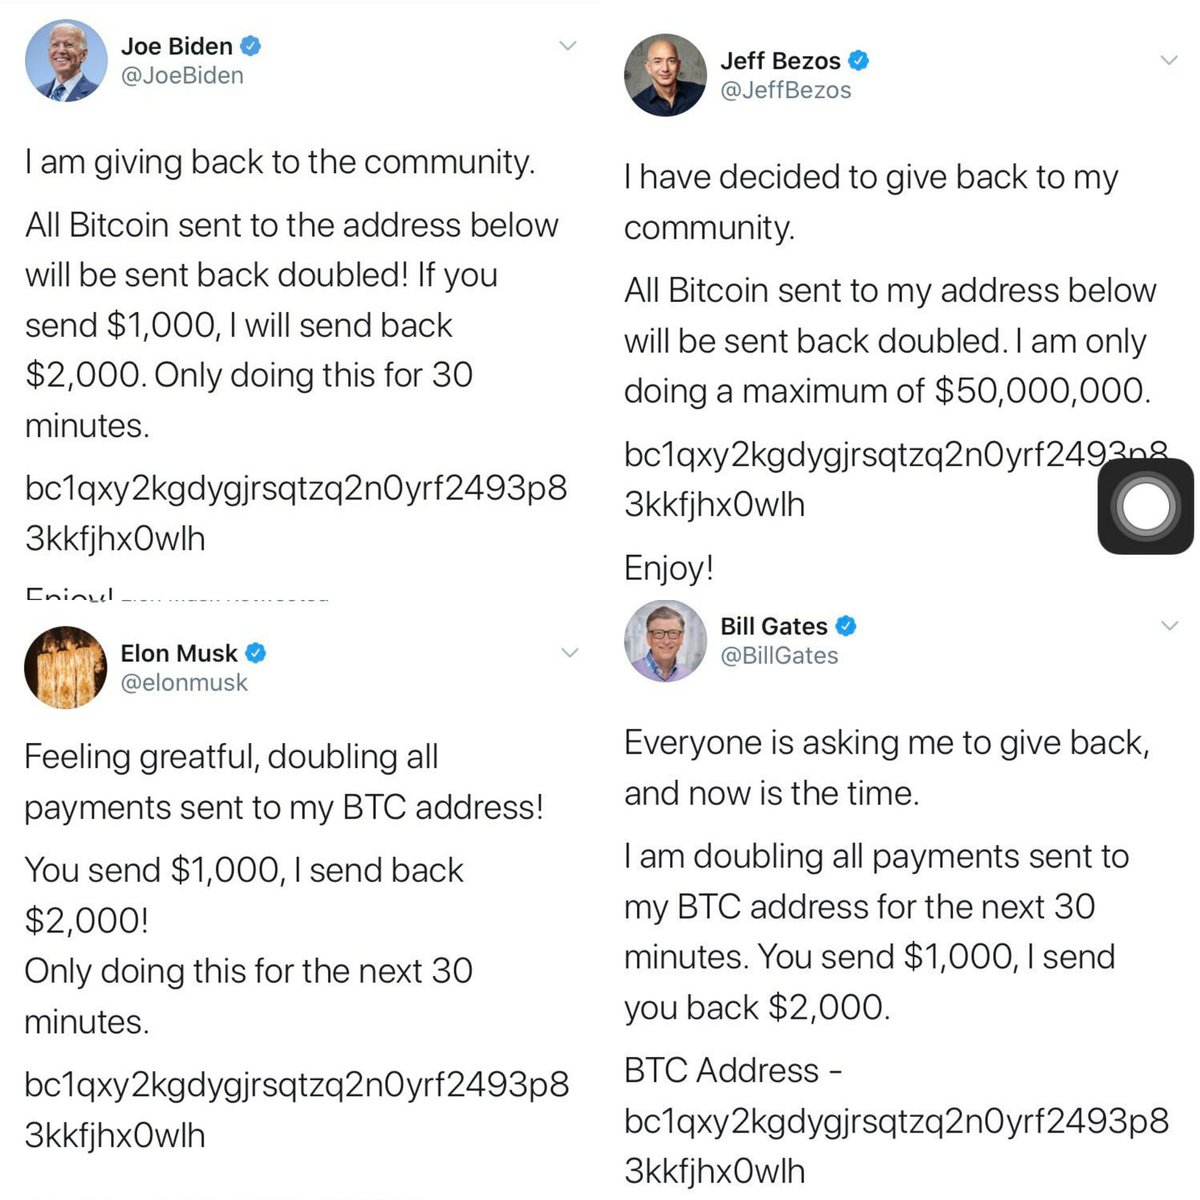 Joe Biden
@JoeBiden
I am giving back to the community.
All Bitcoin sent to the address below
will be sent back doubled! If you
send $1,000, I will send back
$2,000. Only doing this for 30
minutes.
bc1qxy2kgdygjrsqtzq2n0yrf2493p8
3kkfjhx0wlh
Enjoy!
Jeff Bezos
@JeffBezos
I have decided to give back to my
community.
All Bitcoin sent to my address below
will be sent back doubled. I am only
doing a maximum of $50,000,000.
bc1qxy2kgdygjrsqtzq2n0yrf2493p8
3kkfjhx0wlh
Enjoy!
Elon Musk
@elonmusk
Feeling greatful, doubling all
payments sent to my BTC address!
You send $1,000, I send back
$2,000!
Only doing this for the next 30
minutes.
bc1qxy2kgdygjrsqtzq2n0yrf2493p8
3kkfjhx0wlh
Bill Gates
@BillGates
Everyone is asking me to give back,
and now is the time.
I am doubling all payments sent to
my BTC address for the next 30
minutes. You send $1,000, I send
you back $2,000.
BTC Address -
bc1qxy2kgdygjrsqtzq2n0yrf2493p8
3kkfjhx0wlh